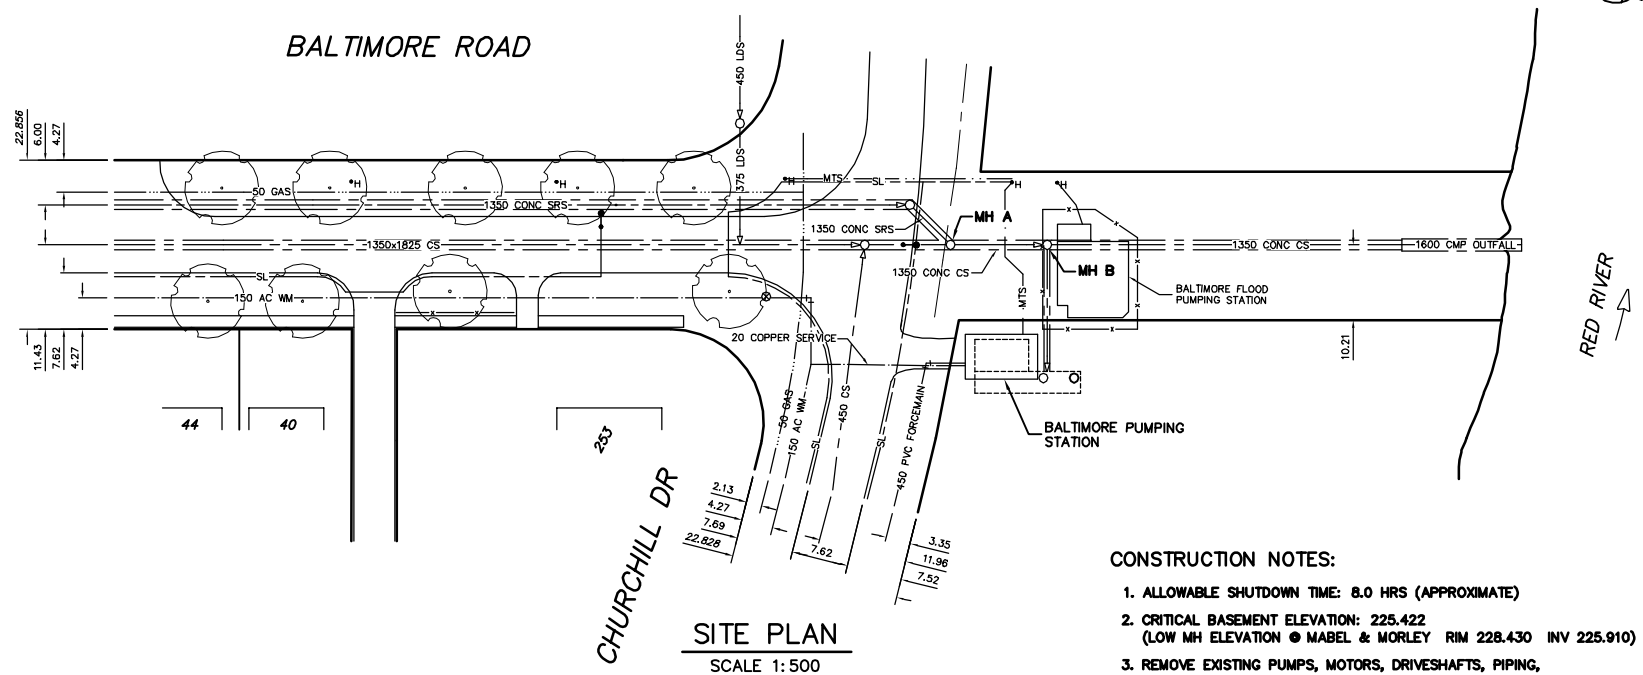 BALTIMORE ROAD
450 LDS
375 LDS
22.856
6.00
4.27
50 GAS
H
H
H
MTS
SL
H
H
1350 CONC SRS
1350 CONC SRS
MH A
1350x1825 CS
1350 CONC CS
1350 CONC CS
1600 CMP OUTFALL
MH B
SL
150 AC WM
MTS
BALTIMORE FLOOD
PUMPING STATION
RED RIVER
11.43
7.62
4.27
20 COPPER SERVICE
10.21
44
40
253
50 GAS
150 AC WM
SL
450 CS
SL
450 PVC FORCEMAIN
BALTIMORE PUMPING
STATION
CHURCHILL DR
2.13
4.27
7.69
22.828
7.62
3.35
11.96
7.52
SITE PLAN
SCALE 1:500
CONSTRUCTION NOTES:
1. ALLOWABLE SHUTDOWN TIME: 8.0 HRS (APPROXIMATE)
2. CRITICAL BASEMENT ELEVATION: 225.422
(LOW MH ELEVATION @ MABEL & MORLEY RIM 228.430 INV 225.910)
3. REMOVE EXISTING PUMPS, MOTORS, DRIVESHAFTS, PIPING,